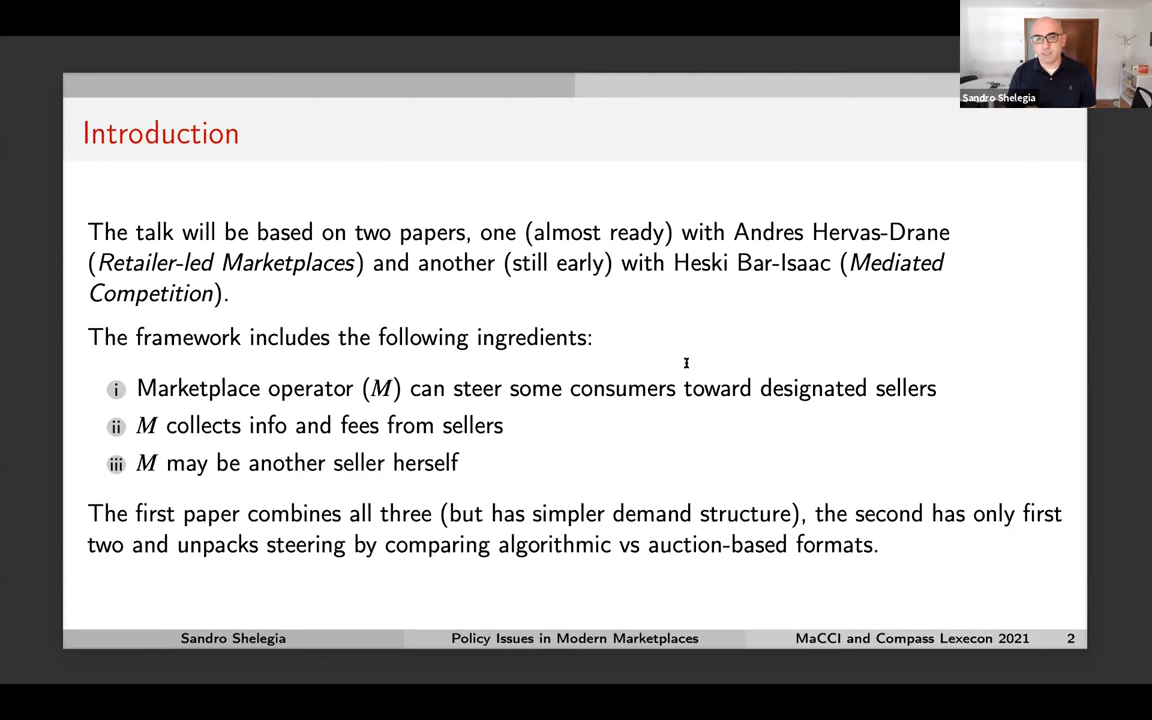 Sandro Shelegia
Introduction
The talk will be based on two papers, one (almost ready) with Andres Hervas-Drane
(Retailer-led Marketplaces) and another (still early) with Heski Bar-Isaac (Mediated
Competition).
The framework includes the following ingredients:
i Marketplace operator (M) can steer some consumers toward designated sellers
ii M collects info and fees from sellers
iii M may be another seller herself
The first paper combines all three (but has simpler demand structure), the second has only first
two and unpacks steering by comparing algorithmic vs auction-based formats.
Sandro Shelegia Policy Issues in Modern Marketplaces MaCCI and Compass Lexecon 2021 2